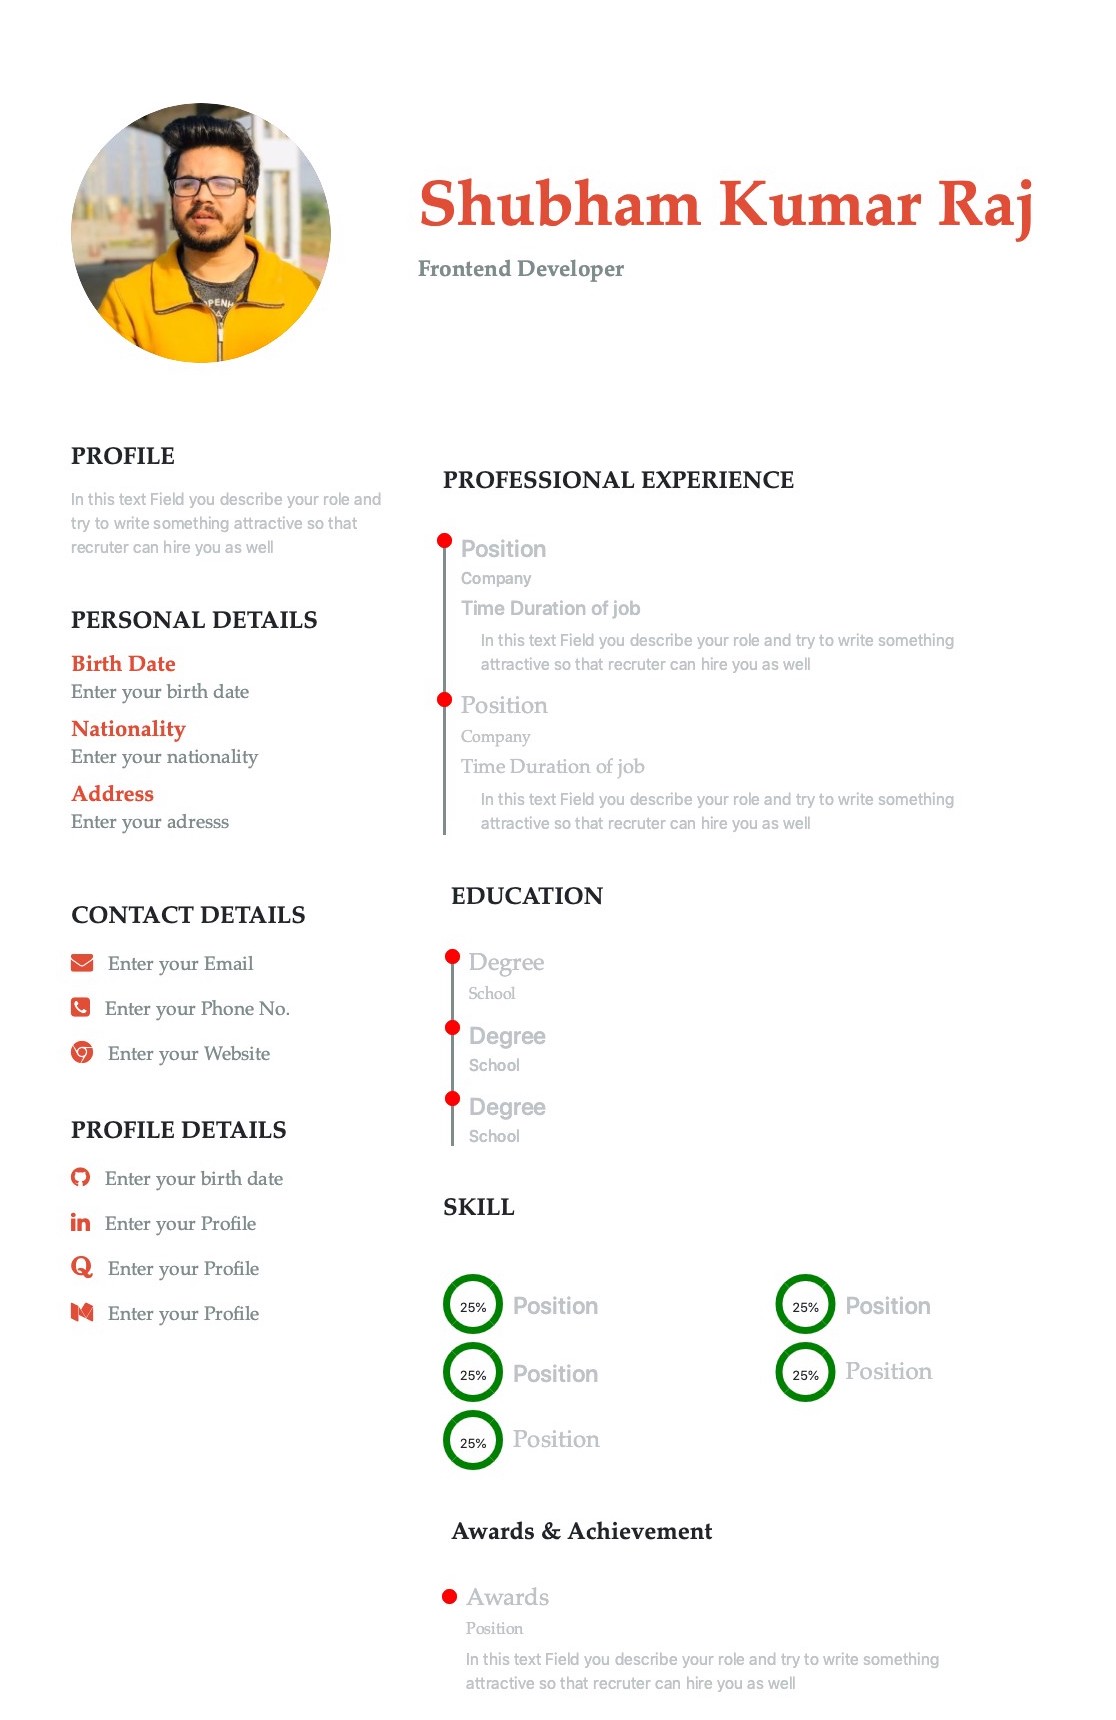 Shubham Kumar Raj
Frontend Developer
PROFILE
In this text Field you describe your role and
try to write something attractive so that
recruter can hire you as well
PERSONAL DETAILS
Birth Date
Enter your birth date
Nationality
Enter your nationality
Address
Enter your adresss
CONTACT DETAILS
Enter your Email
Enter your Phone No.
Enter your Website
PROFILE DETAILS
Enter your birth date
Enter your Profile
Enter your Profile
Enter your Profile
PROFESSIONAL EXPERIENCE
Position
Company
Time Duration of job
In this text Field you describe your role and try to write something
attractive so that recruter can hire you as well
Position
Company
Time Duration of job
In this text Field you describe your role and try to write something
attractive so that recruter can hire you as well
EDUCATION
Degree
School
Degree
School
Degree
School
SKILL
25% Position
25% Position
25% Position
25% Position
25% Position
Awards & Achievement
Awards
Position
In this text Field you describe your role and try to write something
attractive so that recruter can hire you as well